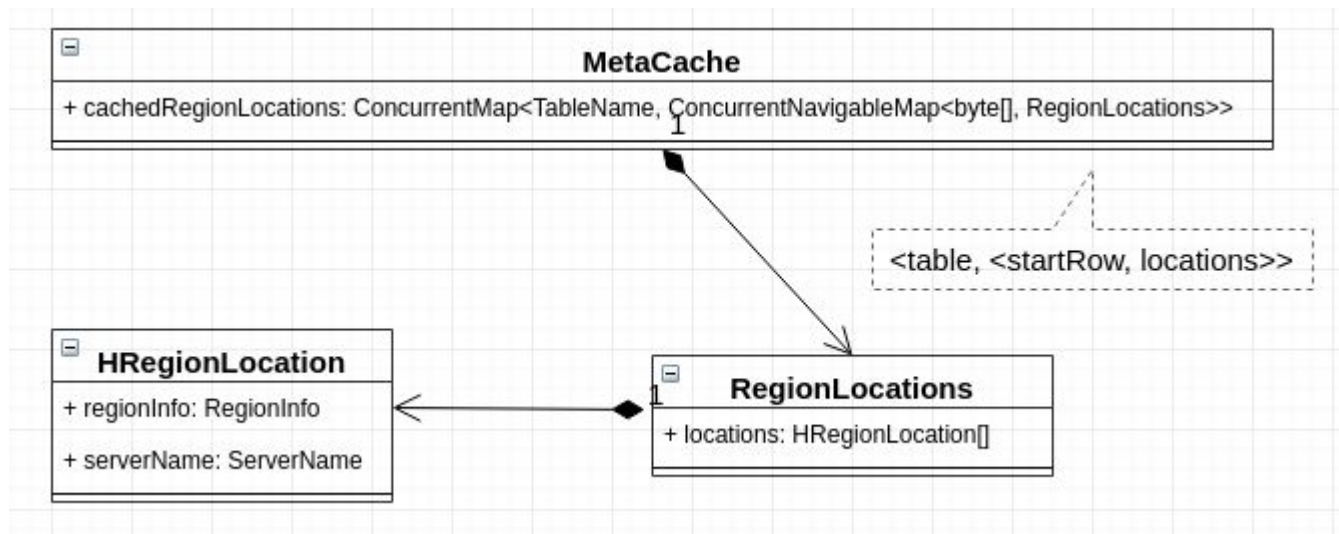 MetaCache
+ cachedRegionLocations: ConcurrentMap<TableName, ConcurrentNavigableMap<byte[], RegionLocations>>
1
<table, <startRow, locations>>
HRegionLocation
+ regionInfo: RegionInfo
+ serverName: ServerName
1
RegionLocations
+ locations: HRegionLocation[]